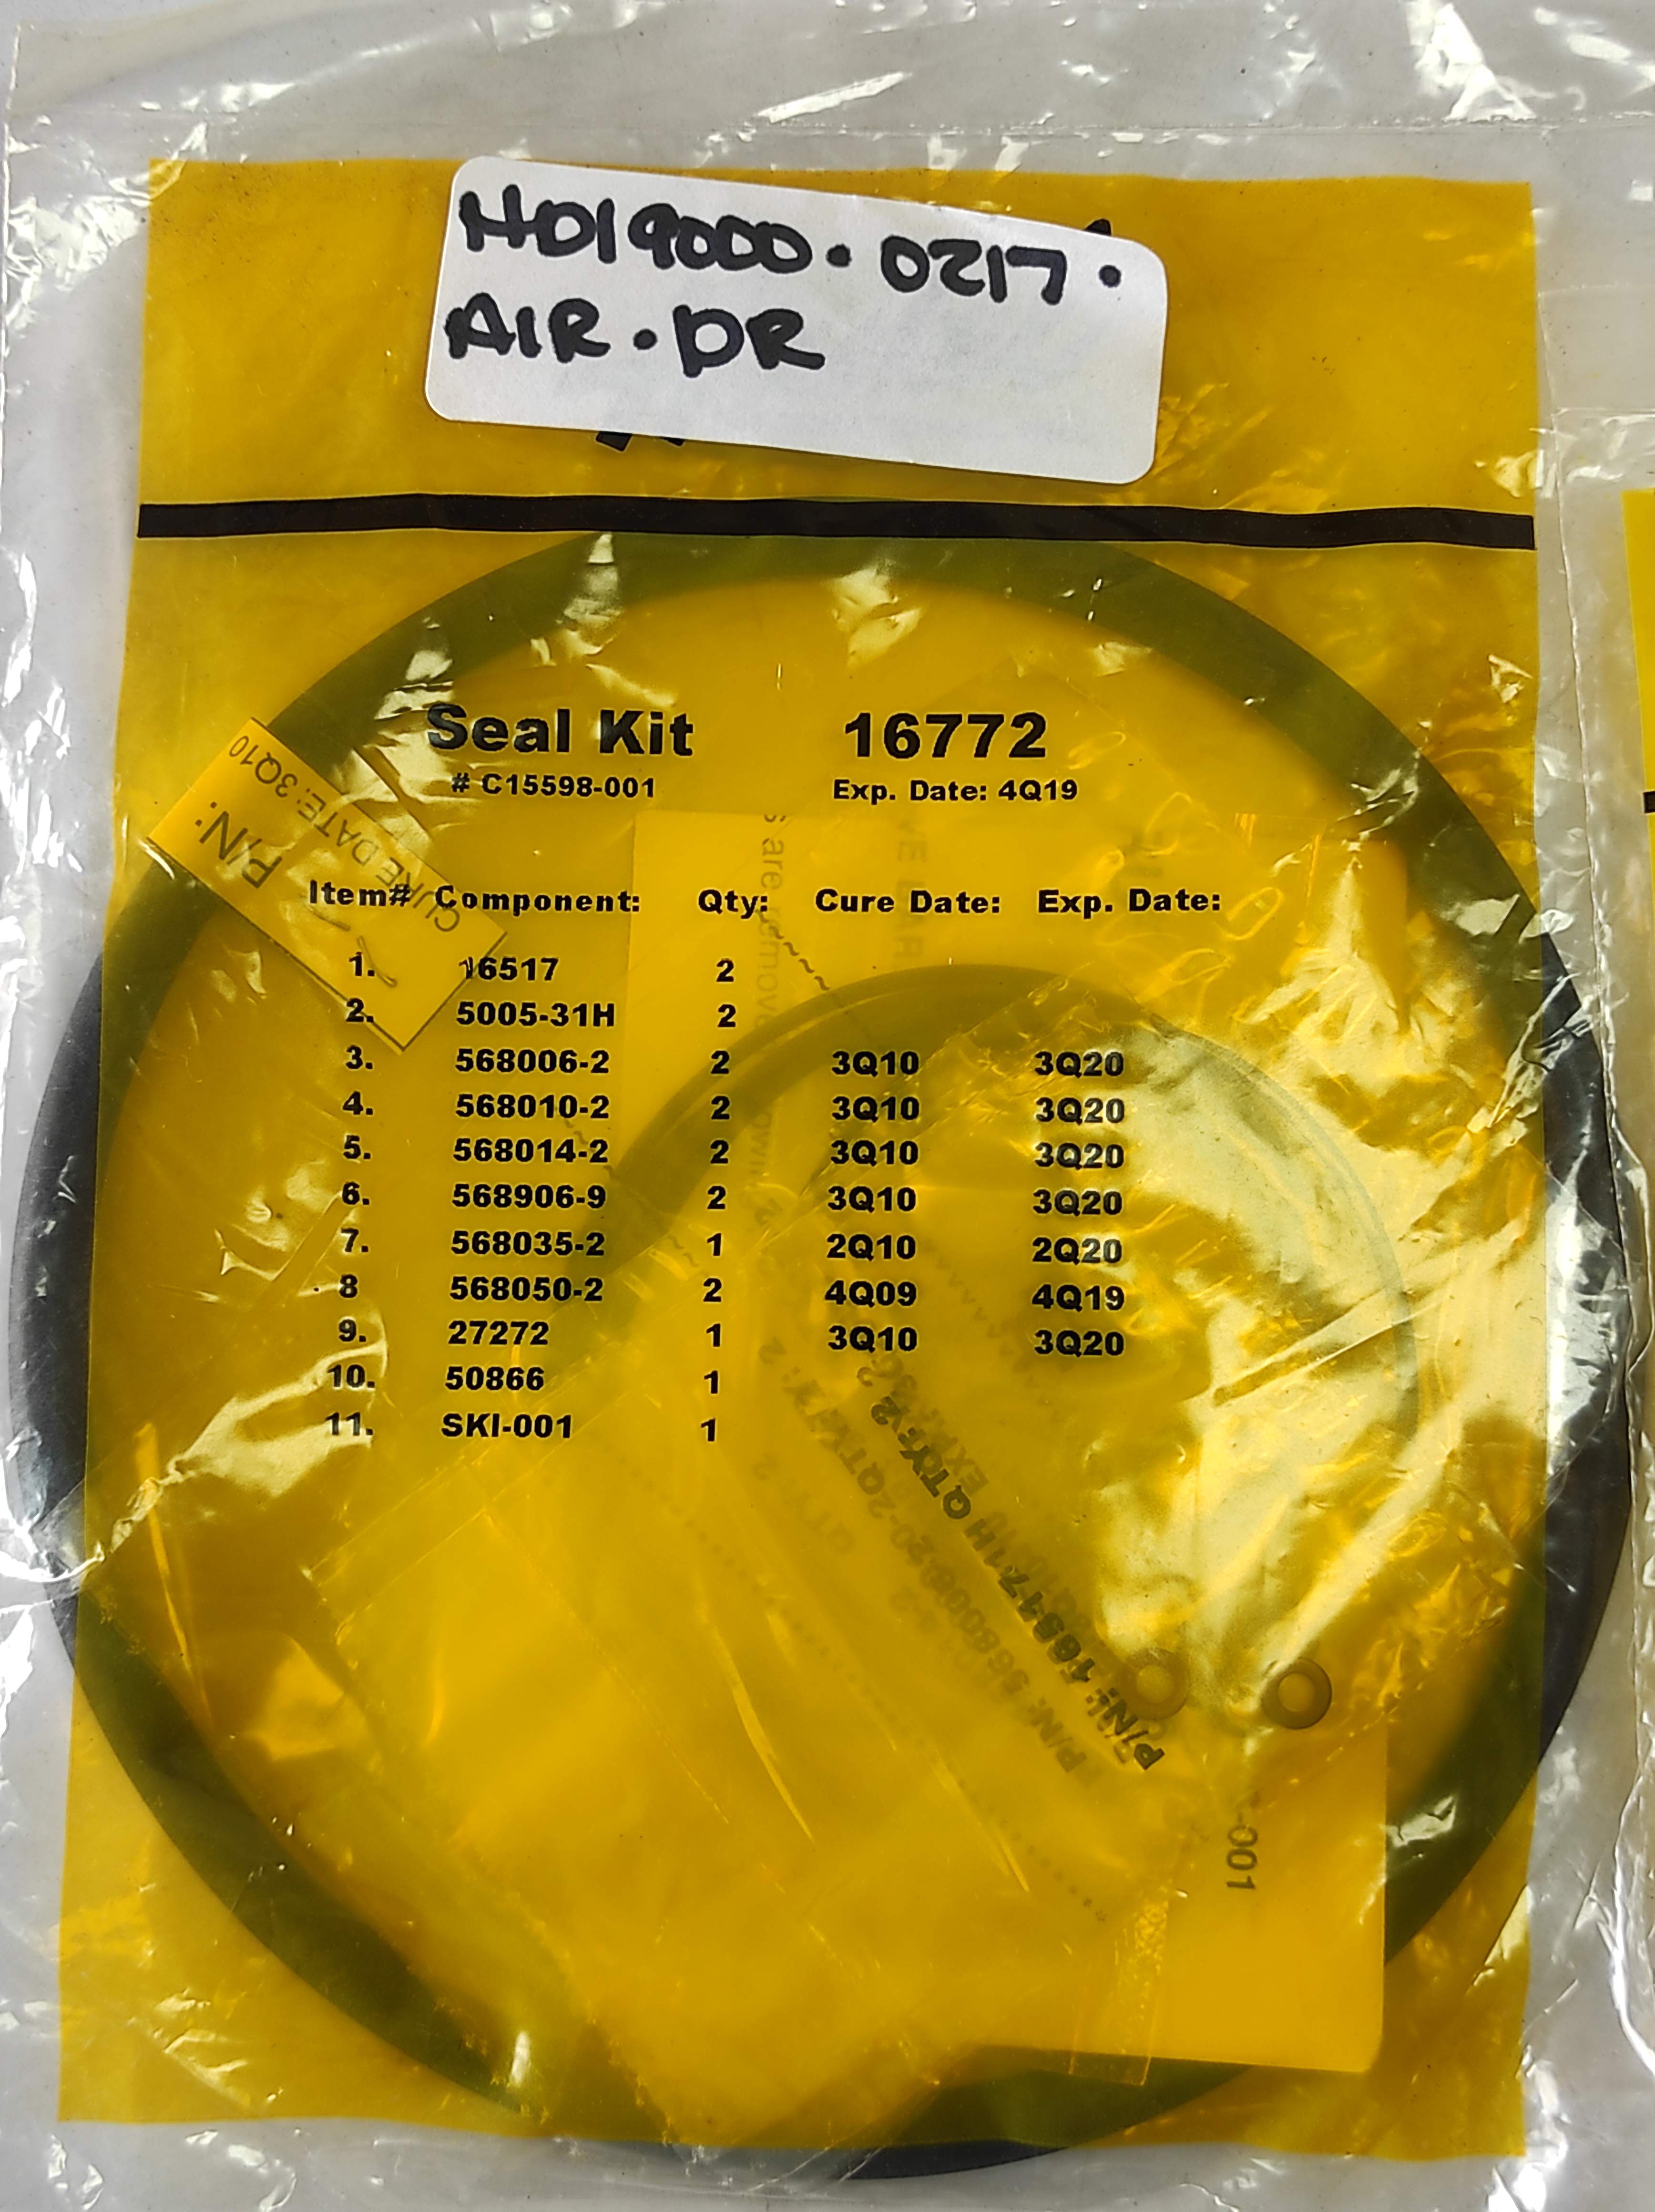 HD19000.0217.
AIR.DR
Seal Kit 16772
# C15598-001 Exp. Date: 4Q19
P/N:
CURE DATE: 3Q10
Item# Component: Qty: Cure Date: Exp. Date:
1. 16517 2
2. 5005-31H 2
3. 568006-2 2 3Q10 3Q20
4. 568010-2 2 3Q10 3Q20
5. 568014-2 2 3Q10 3Q20
6. 568906-9 2 3Q10 3Q20
7. 568035-2 1 2Q10 2Q20
8 568050-2 2 4Q09 4Q19
9. 27272 1 3Q10 3Q20
10. 50866 1
11. SKI-001 1
are
QTY: 2
P/N:
-001